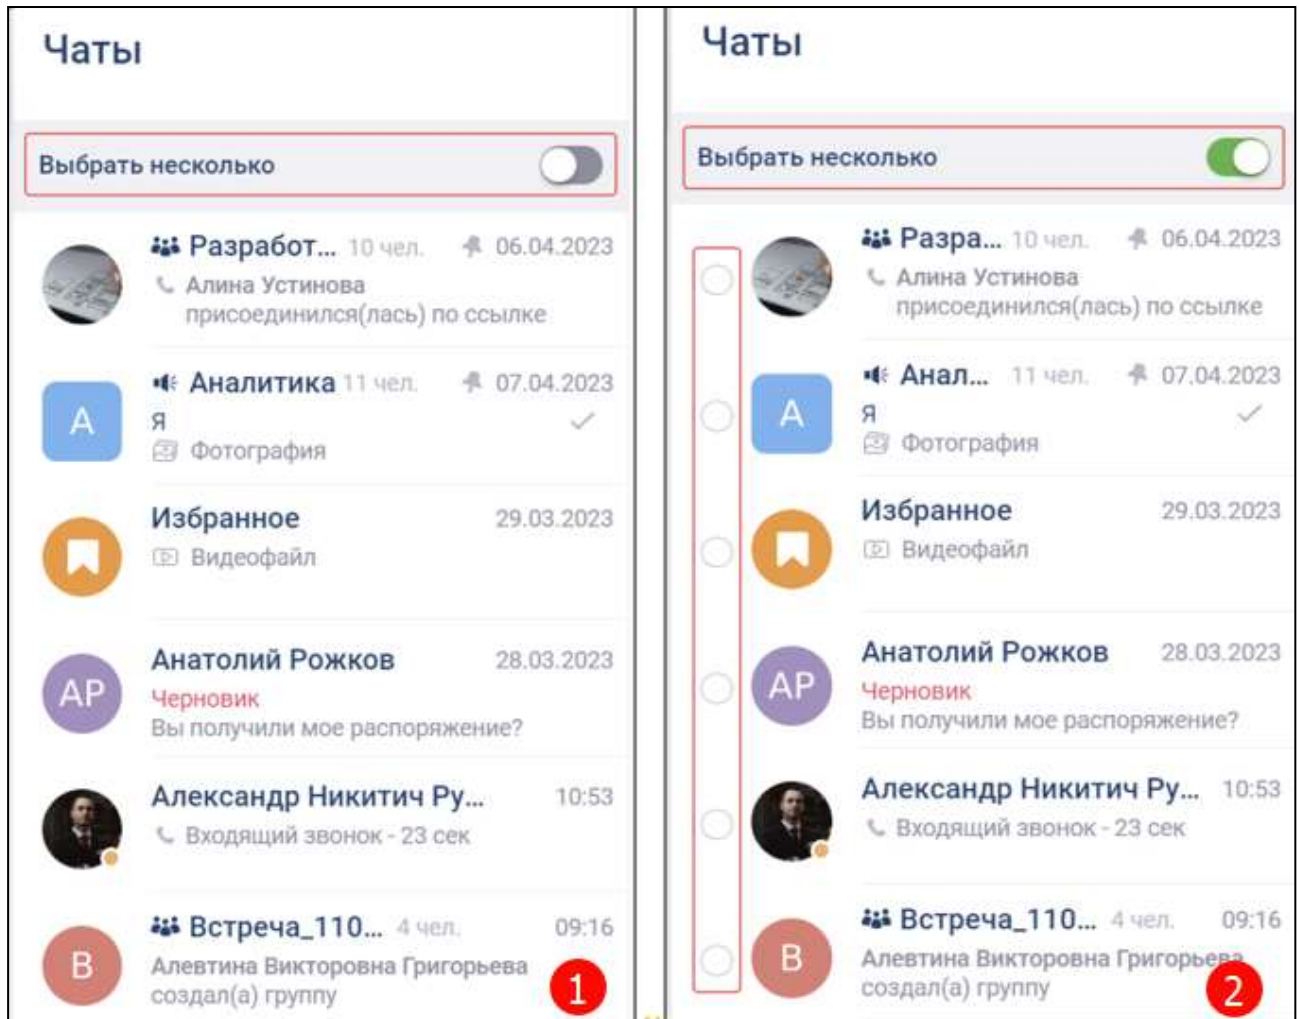 Чаты
Выбрать несколько
Разработ... 10 чел. 06.04.2023
Алина Устинова
присоединился(лась) по ссылке
А
Аналитика 11 чел. 07.04.2023
Я
Фотография
Избранное 29.03.2023
Видеофайл
АР
Анатолий Рожков 28.03.2023
Черновик
Вы получили мое распоряжение?
Александр Никитич Ру... 10:53
Входящий звонок - 23 сек
В
Встреча_110... 4 чел. 09:16
Алевтина Викторовна Григорьева
создал(а) группу
1
Чаты
Выбрать несколько
Разра... 10 чел. 06.04.2023
Алина Устинова
присоединился(лась) по ссылке
А
Анал... 11 чел. 07.04.2023
Я
Фотография
Избранное 29.03.2023
Видеофайл
АР
Анатолий Рожков 28.03.2023
Черновик
Вы получили мое распоряжение?
Александр Никитич Ру... 10:53
Входящий звонок - 23 сек
В
Встреча_110... 4 чел. 09:16
Алевтина Викторовна Григорьева
создал(а) группу
2